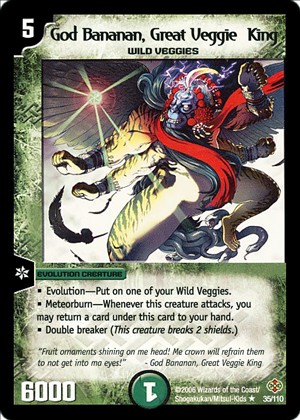 5
God Bananan, Great Veggie King
WILD VEGGIES
EVOLUTION CREATURE
• Evolution—Put on one of your Wild Veggies.
• Meteorburn—Whenever this creature attacks, you
may return a card under this card to your hand.
• Double breaker (This creature breaks 2 shields.)
"Fruit ornaments shining on me head! Me crown will refrain them
to not get into ma eyes!" - God Bananan, Great Veggie King
6000
1
©2006 Wizards of the Coast/
Shogakukan/Mitsui-Kids ★ 35/110